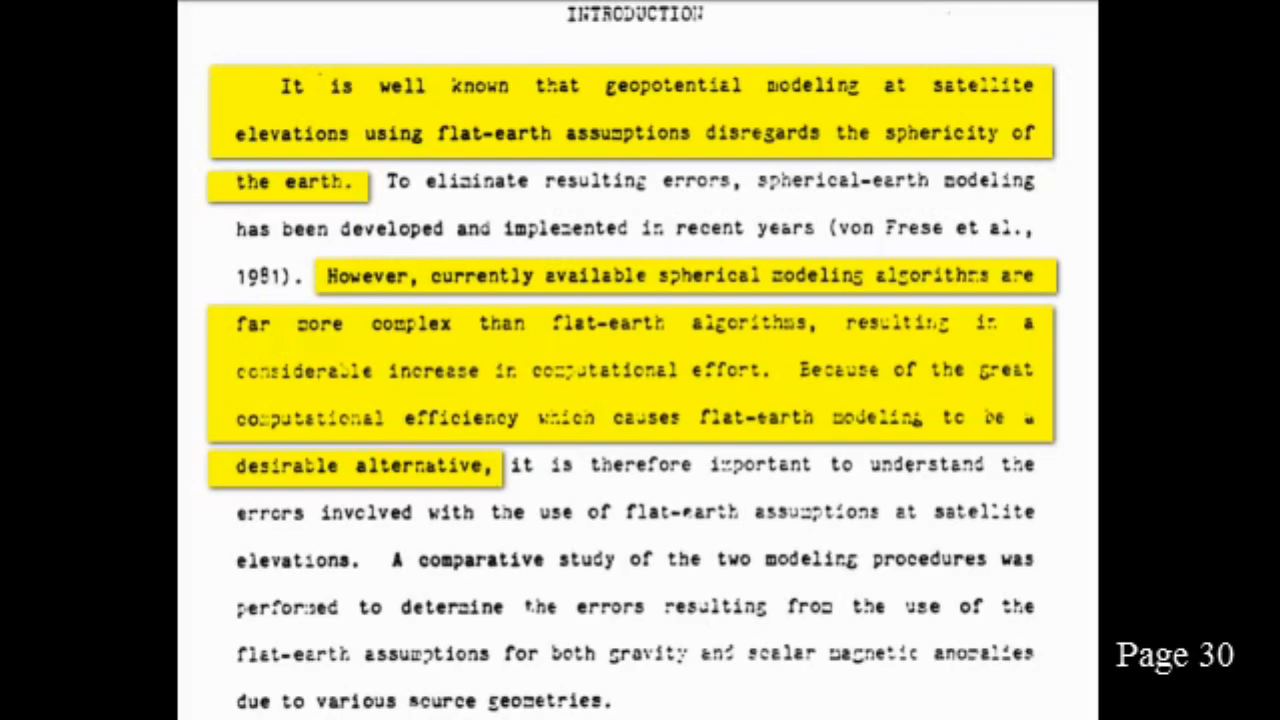 INTRODUCTION
It is well known that geopotential modeling at satellite
elevations using flat-earth assumptions disregards the sphericity of
the earth. To eliminate resulting errors, spherical-earth modeling
has been developed and implemented in recent years (von Frese et al.,
1981). However, currently available spherical modeling algorithms are
far more complex than flat-earth algorithms, resulting in a
considerable increase in computational effort. Because of the great
computational efficiency which causes flat-earth modeling to be a
desirable alternative, it is therefore important to understand the
errors involved with the use of flat-earth assumptions at satellite
elevations. A comparative study of the two modeling procedures was
performed to determine the errors resulting from the use of the
flat-earth assumptions for both gravity and scalar magnetic anomalies
due to various source geometries.
Page 30